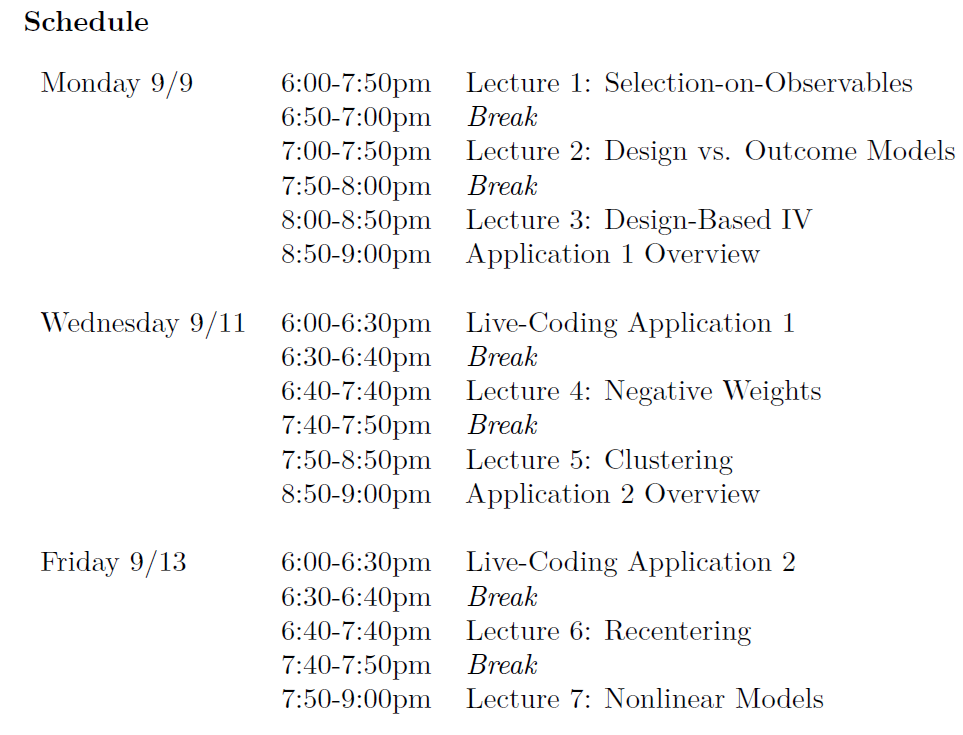 Schedule
Monday 9/9 6:00-7:50pm Lecture 1: Selection-on-Observables
6:50-7:00pm Break
7:00-7:50pm Lecture 2: Design vs. Outcome Models
7:50-8:00pm Break
8:00-8:50pm Lecture 3: Design-Based IV
8:50-9:00pm Application 1 Overview
Wednesday 9/11 6:00-6:30pm Live-Coding Application 1
6:30-6:40pm Break
6:40-7:40pm Lecture 4: Negative Weights
7:40-7:50pm Break
7:50-8:50pm Lecture 5: Clustering
8:50-9:00pm Application 2 Overview
Friday 9/13 6:00-6:30pm Live-Coding Application 2
6:30-6:40pm Break
6:40-7:40pm Lecture 6: Recentering
7:40-7:50pm Break
7:50-9:00pm Lecture 7: Nonlinear Models